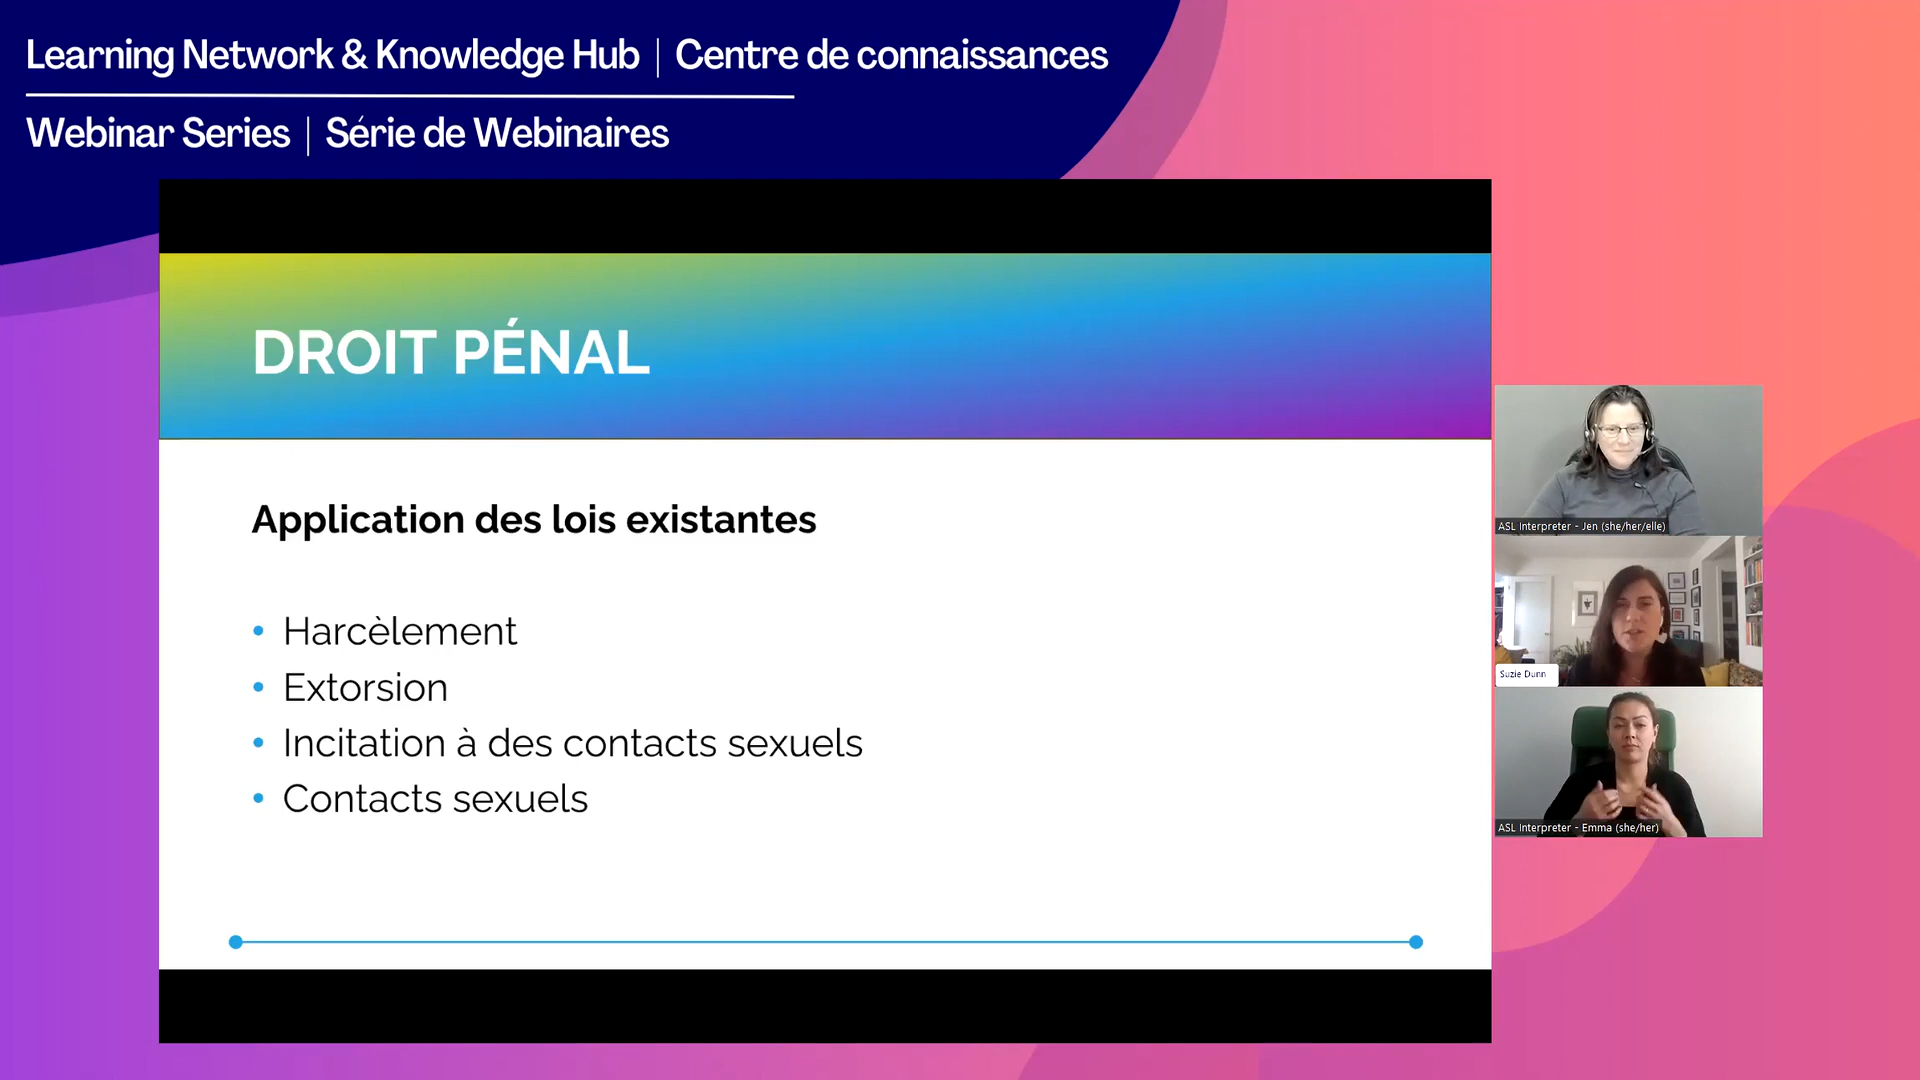 Learning Network & Knowledge Hub | Centre de connaissances
Webinar Series | Série de Webinaires
DROIT PÉNAL
Application des lois existantes
• Harcèlement
• Extorsion
• Incitation à des contacts sexuels
• Contacts sexuels
ASL Interpreter - Jen (she/her/elle)
Suzie Dunn
ASL Interpreter - Emma (she/her)